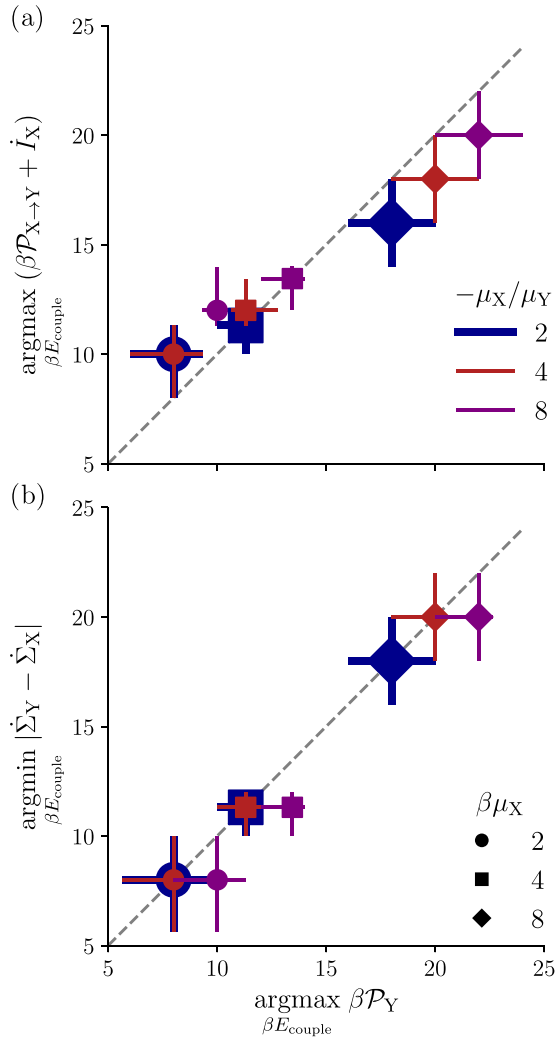 (a)
25
20
15
10
5
argmax (β𝒫_{X→Y} + İ_X)
βE_couple
−μ_X/μ_Y
2
4
8
(b)
25
20
15
10
5
argmin |Σ̇_Y − Σ̇_X|
βE_couple
βμ_X
2
4
8
5 10 15 20 25
argmax β𝒫_Y
βE_couple